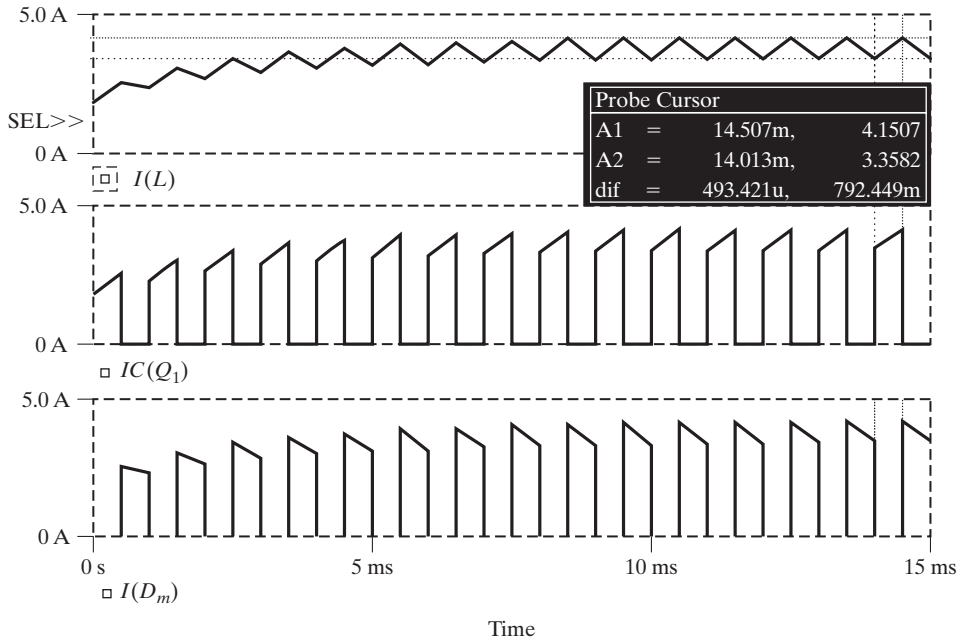 5.0 A
SEL>>
0 A
I(L)
Probe Cursor
A1 = 14.507m, 4.1507
A2 = 14.013m, 3.3582
dif = 493.421u, 792.449m
5.0 A
0 A
IC(Q1)
5.0 A
0 A
0 s 5 ms 10 ms 15 ms
I(Dm)
Time